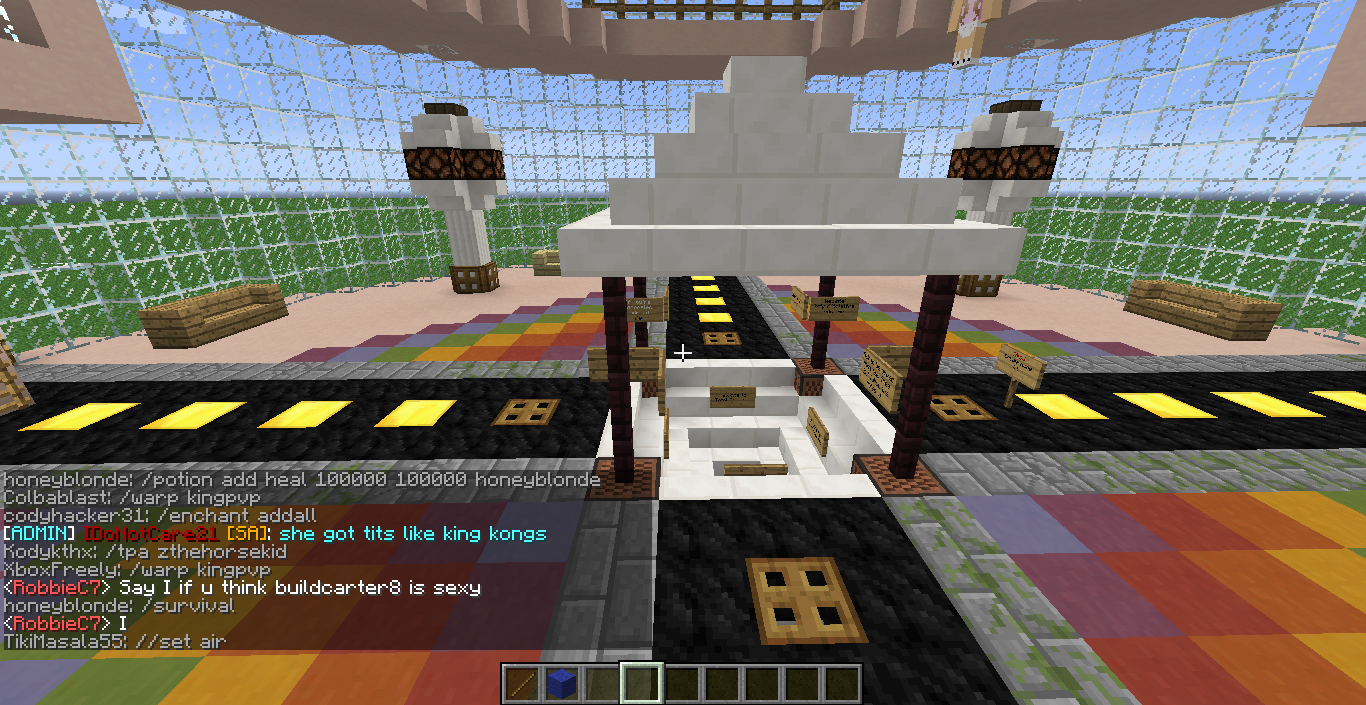 honeyblonde: /potion add heal 100000 100000 honeyblonde
Colbablast: /warp kingpvp
codyhacker31: /enchant addall
[ADMIN] IDoNotCare21 [SA]: she got tits like king kongs
Kodykthx: /tpa zthehorsekid
XboxFreely: /warp kingpvp
<RobbieC7> Say I if u think buildcarter8 is sexy
honeyblonde: /survival
<RobbieC7> I
TikiMasala55: //set air